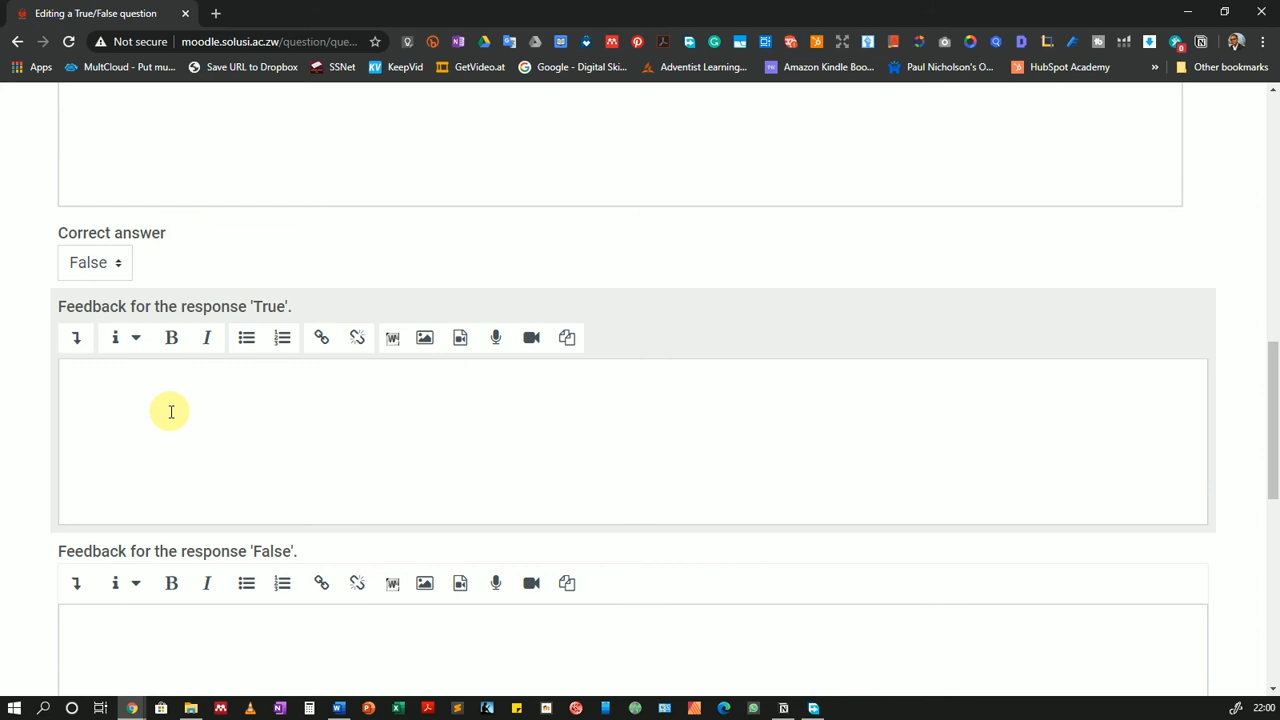 Editing a True/False question
Not secure
moodle.solusi.ac.zw/question/que...
Apps
MultCloud - Put mu...
Save URL to Dropbox
SSNet
KeepVid
GetVideo.at
Google - Digital Ski...
Adventist Learning...
Amazon Kindle Boo...
Paul Nicholson's O...
HubSpot Academy
»
Other bookmarks
Correct answer
False
Feedback for the response 'True'.
B I
Feedback for the response 'False'.
B I
22:00